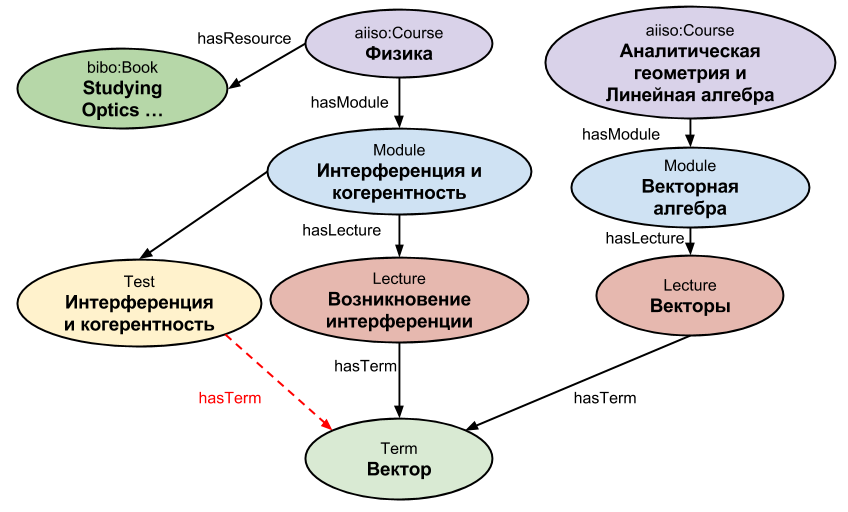 hasResource
aiiso:Course
Физика
aiiso:Course
Аналитическая
геометрия и
Линейная алгебра
bibo:Book
Studying
Optics ...
hasModule
hasModule
Module
Интерференция и
когерентность
Module
Векторная
алгебра
hasLecture
hasLecture
Test
Интерференция
и когерентность
Lecture
Возникновение
интерференции
Lecture
Векторы
hasTerm
hasTerm
hasTerm
Term
Вектор